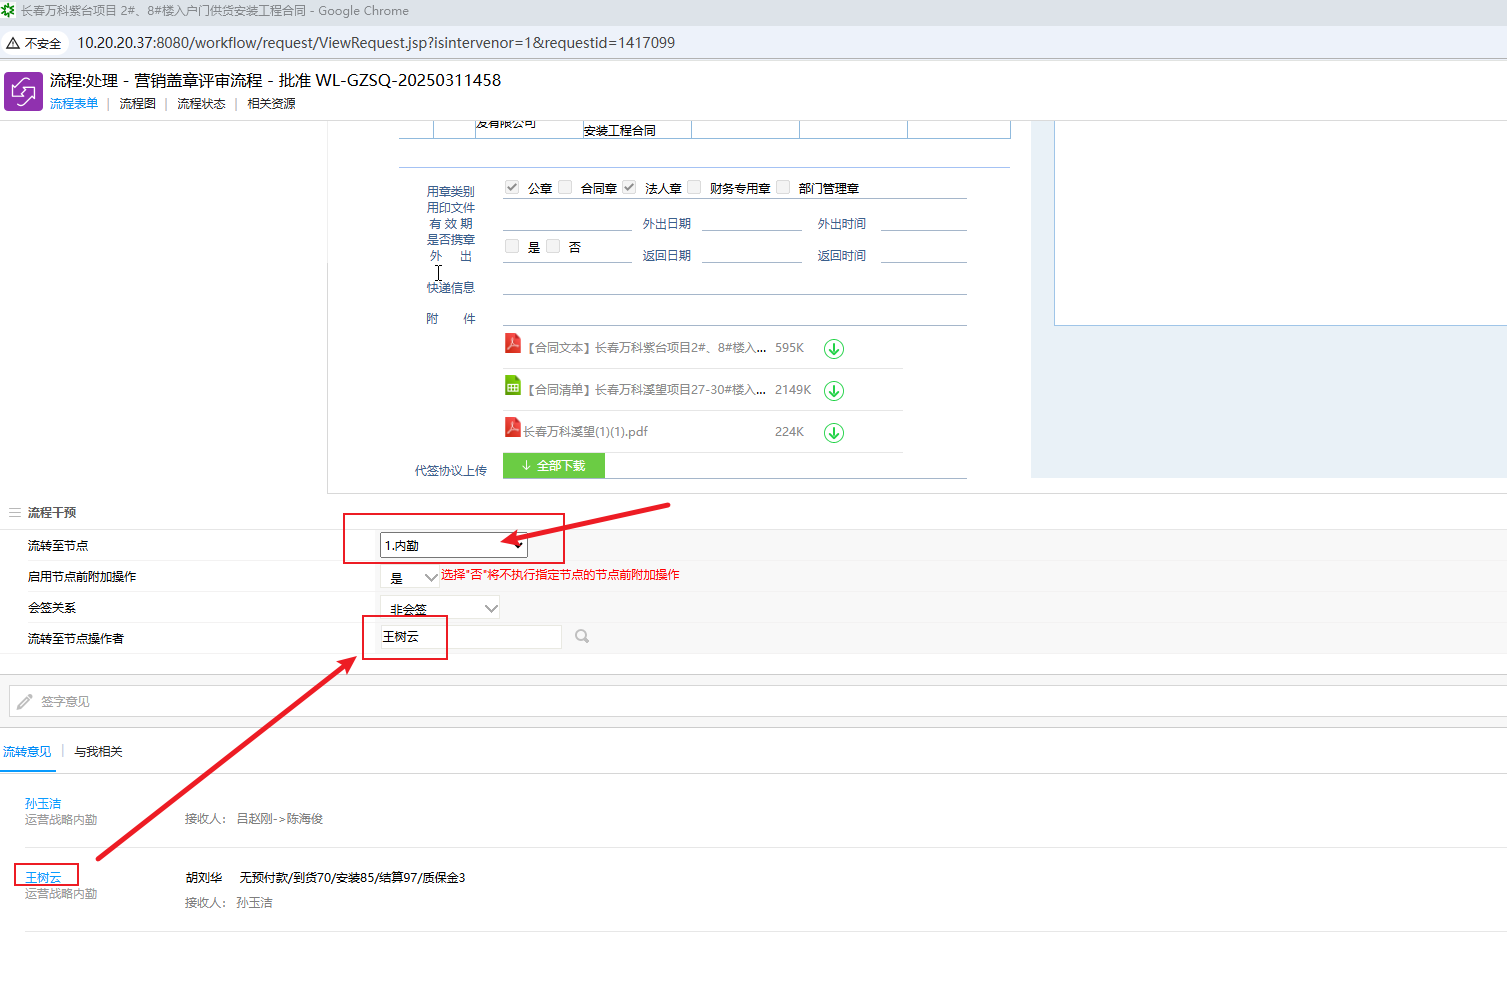 长春万科紫台项目 2#、8#楼入户门供货安装工程合同 - Google Chrome
不安全 10.20.20.37:8080/workflow/request/ViewRequest.jsp?isintervenor=1&requestid=1417099
流程:处理 - 营销盖章评审流程 - 批准 WL-GZSQ-20250311458
流程表单 | 流程图 | 流程状态 | 相关资源
发有限公司
安装工程合同
用章类别 公章 合同章 法人章 财务专用章 部门管理章
用印文件
有 效 期 外出日期 外出时间
是否携章
外 出 是 否 返回日期 返回时间
快递信息
附 件
【合同文本】长春万科紫台项目2#、8#楼入... 595K
【合同清单】长春万科溪望项目27-30#楼入... 2149K
长春万科溪望(1)(1).pdf 224K
代签协议上传 全部下载
流程干预
流转至节点 1.内勤
启用节点前附加操作 是 选择"否"将不执行指定节点的节点前附加操作
会签关系 非会签
流转至节点操作者 王树云
签字意见
流转意见 | 与我相关
孙玉洁
运营战略内勤 接收人： 吕赵刚->陈海俊
王树云 胡刘华 无预付款/到货70/安装85/结算97/质保金3
运营战略内勤 接收人： 孙玉洁